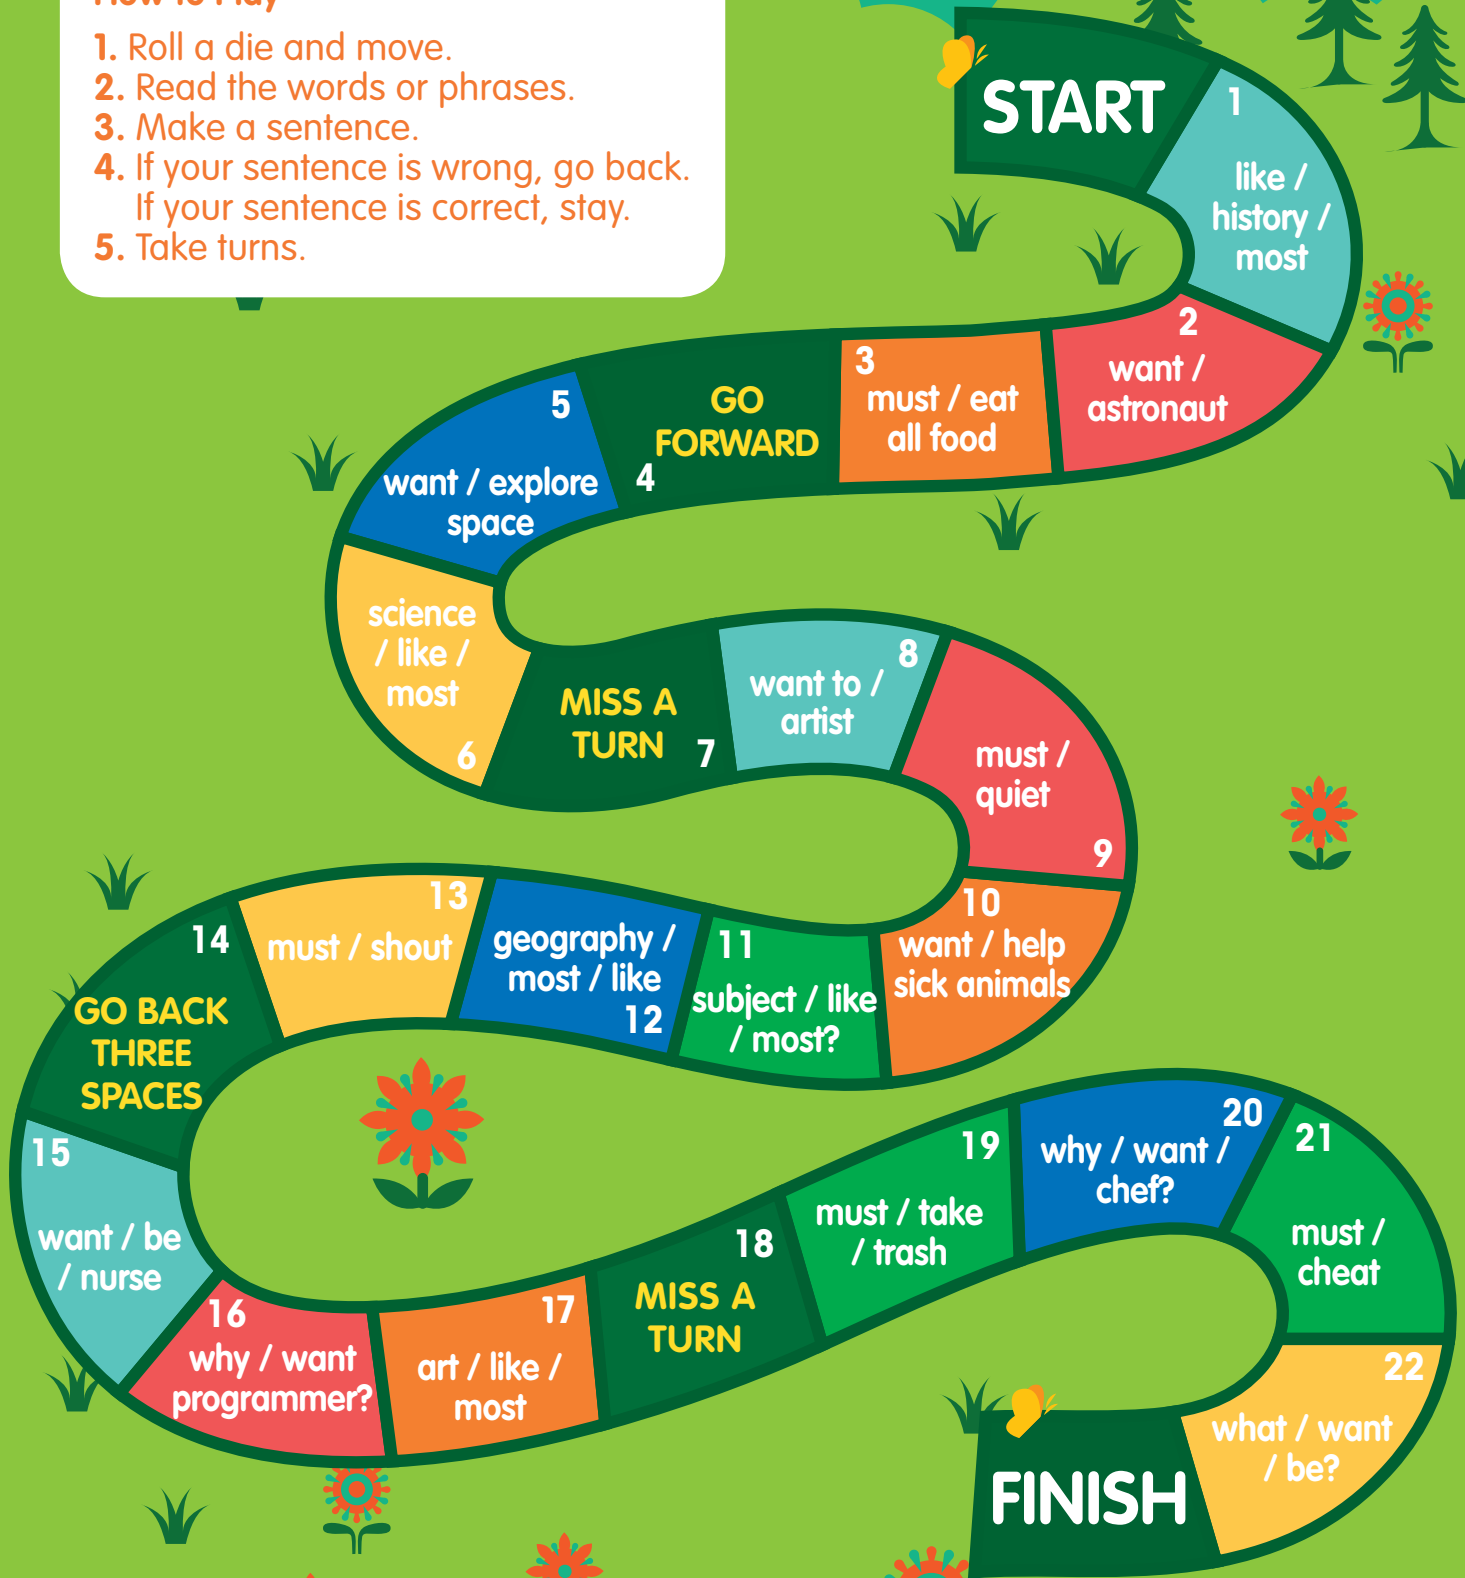 How to Play
1. Roll a die and move.
2. Read the words or phrases.
3. Make a sentence.
4. If your sentence is wrong, go back.
If your sentence is correct, stay.
5. Take turns.
START
1
like /
history /
most
2
want /
astronaut
3
must / eat
all food
GO
FORWARD
4
5
want / explore
space
science
/ like /
most
6
MISS A
TURN
7
8
want to /
artist
must /
quiet
9
10
want / help
sick animals
11
subject / like
/ most?
geography /
most / like
12
13
must / shout
14
GO BACK
THREE
SPACES
15
want / be
/ nurse
16
why / want
programmer?
17
art / like /
most
18
MISS A
TURN
19
must / take
/ trash
20
why / want /
chef?
21
must /
cheat
22
what / want
/ be?
FINISH